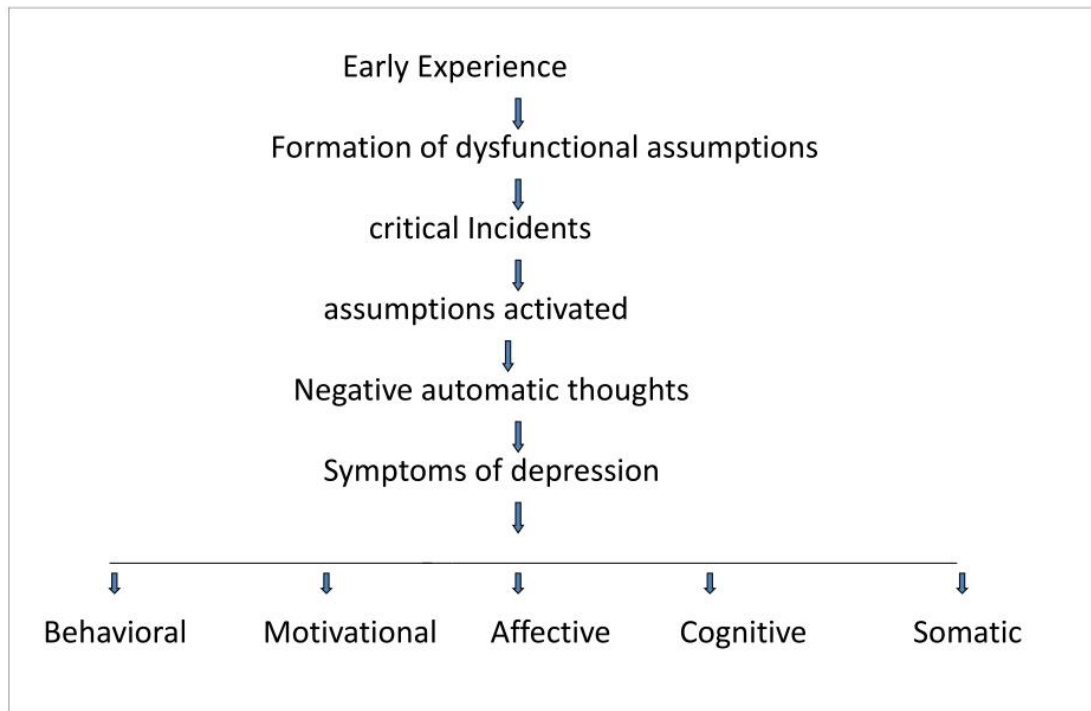 Early Experience
Formation of dysfunctional assumptions
critical Incidents
assumptions activated
Negative automatic thoughts
Symptoms of depression
Behavioral Motivational Affective Cognitive Somatic